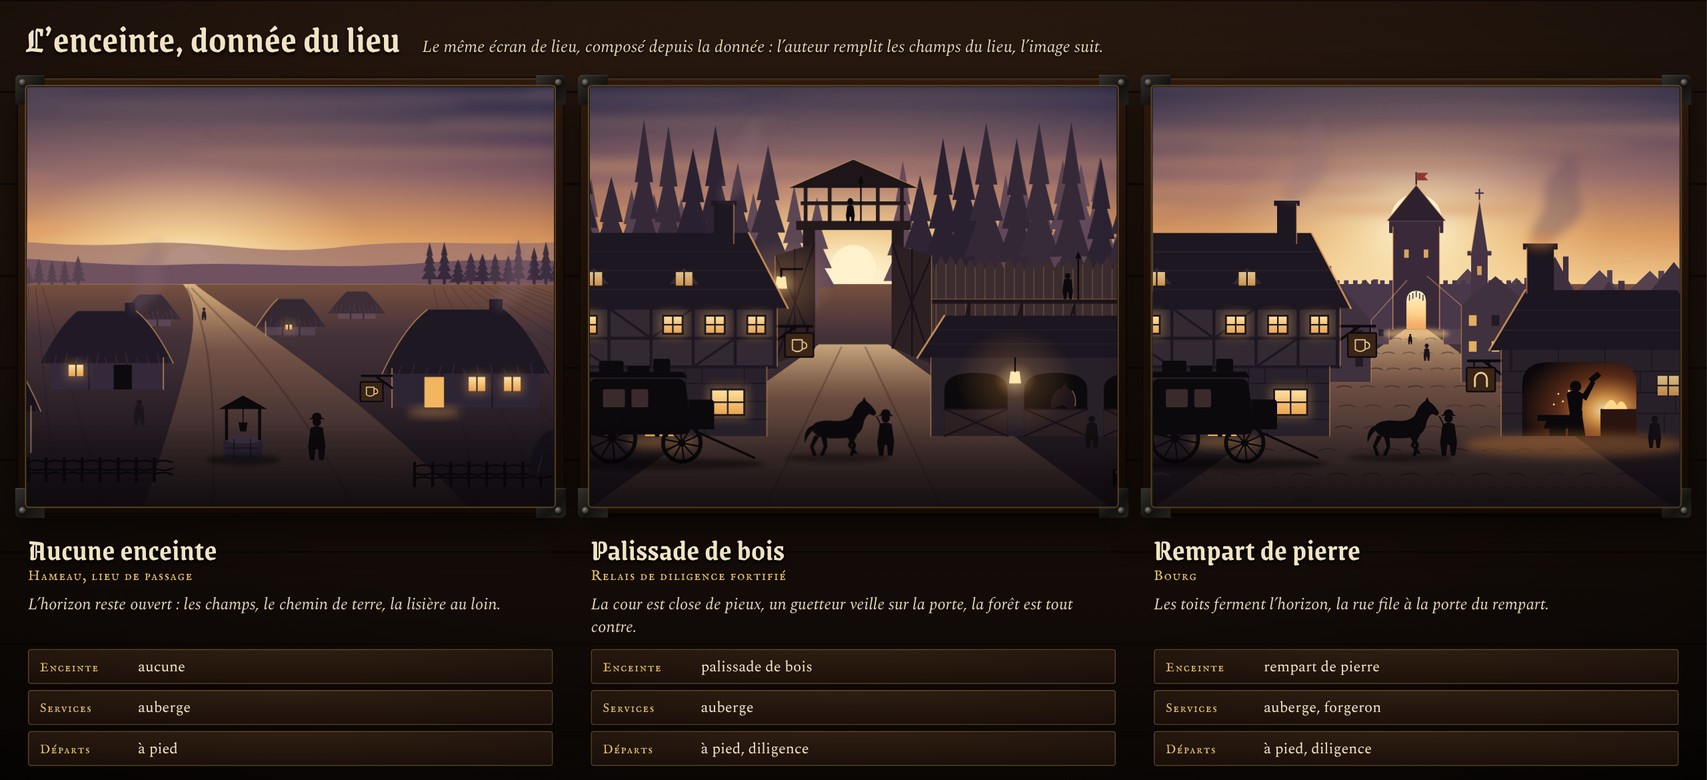 L'enceinte, donnée du lieu
Le même écran de lieu, composé depuis la donnée : l'auteur remplit les champs du lieu, l'image suit.
Aucune enceinte
Hameau, lieu de passage
L'horizon reste ouvert : les champs, le chemin de terre, la lisière au loin.
Enceinte aucune
Services auberge
Départs à pied
Palissade de bois
Relais de diligence fortifié
La cour est close de pieux, un guetteur veille sur la porte, la forêt est tout
contre.
Enceinte palissade de bois
Services auberge
Départs à pied, diligence
Rempart de pierre
Bourg
Les toits ferment l'horizon, la rue file à la porte du rempart.
Enceinte rempart de pierre
Services auberge, forgeron
Départs à pied, diligence